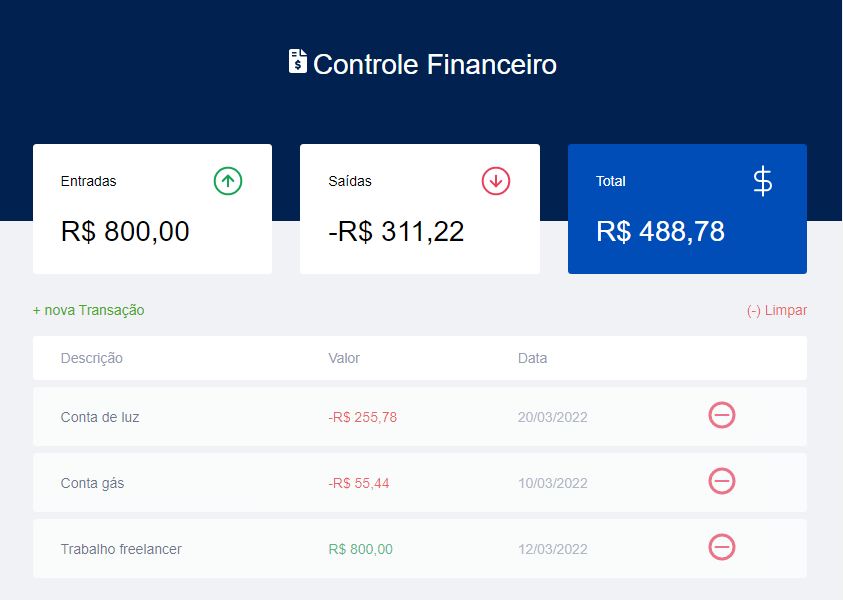 Controle Financeiro
Entradas
R$ 800,00
Saídas
-R$ 311,22
Total
R$ 488,78
+ nova Transação
(-) Limpar
Descrição Valor Data
Conta de luz -R$ 255,78 20/03/2022
Conta gás -R$ 55,44 10/03/2022
Trabalho freelancer R$ 800,00 12/03/2022